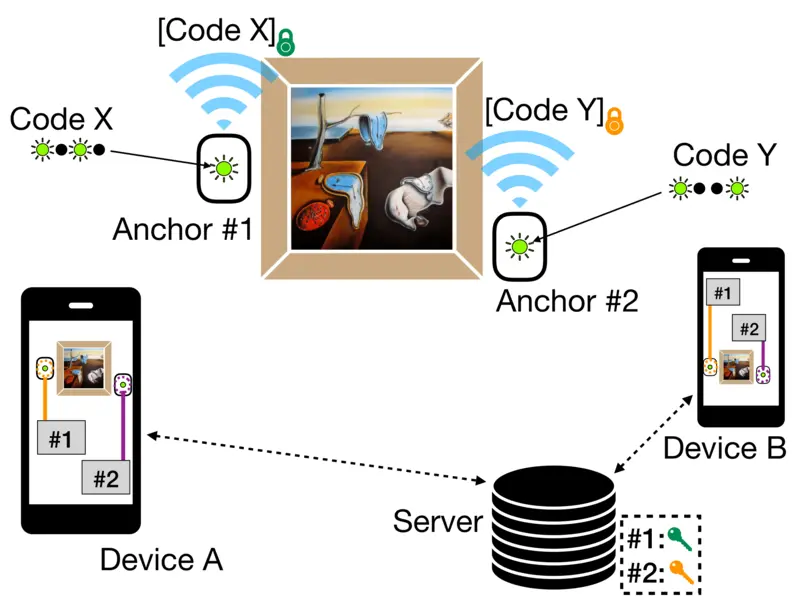 [Code X]
[Code Y]
Code X
Code Y
Anchor #1
Anchor #2
#1
#2
#1
#2
Device B
Server
#1:
#2:
Device A